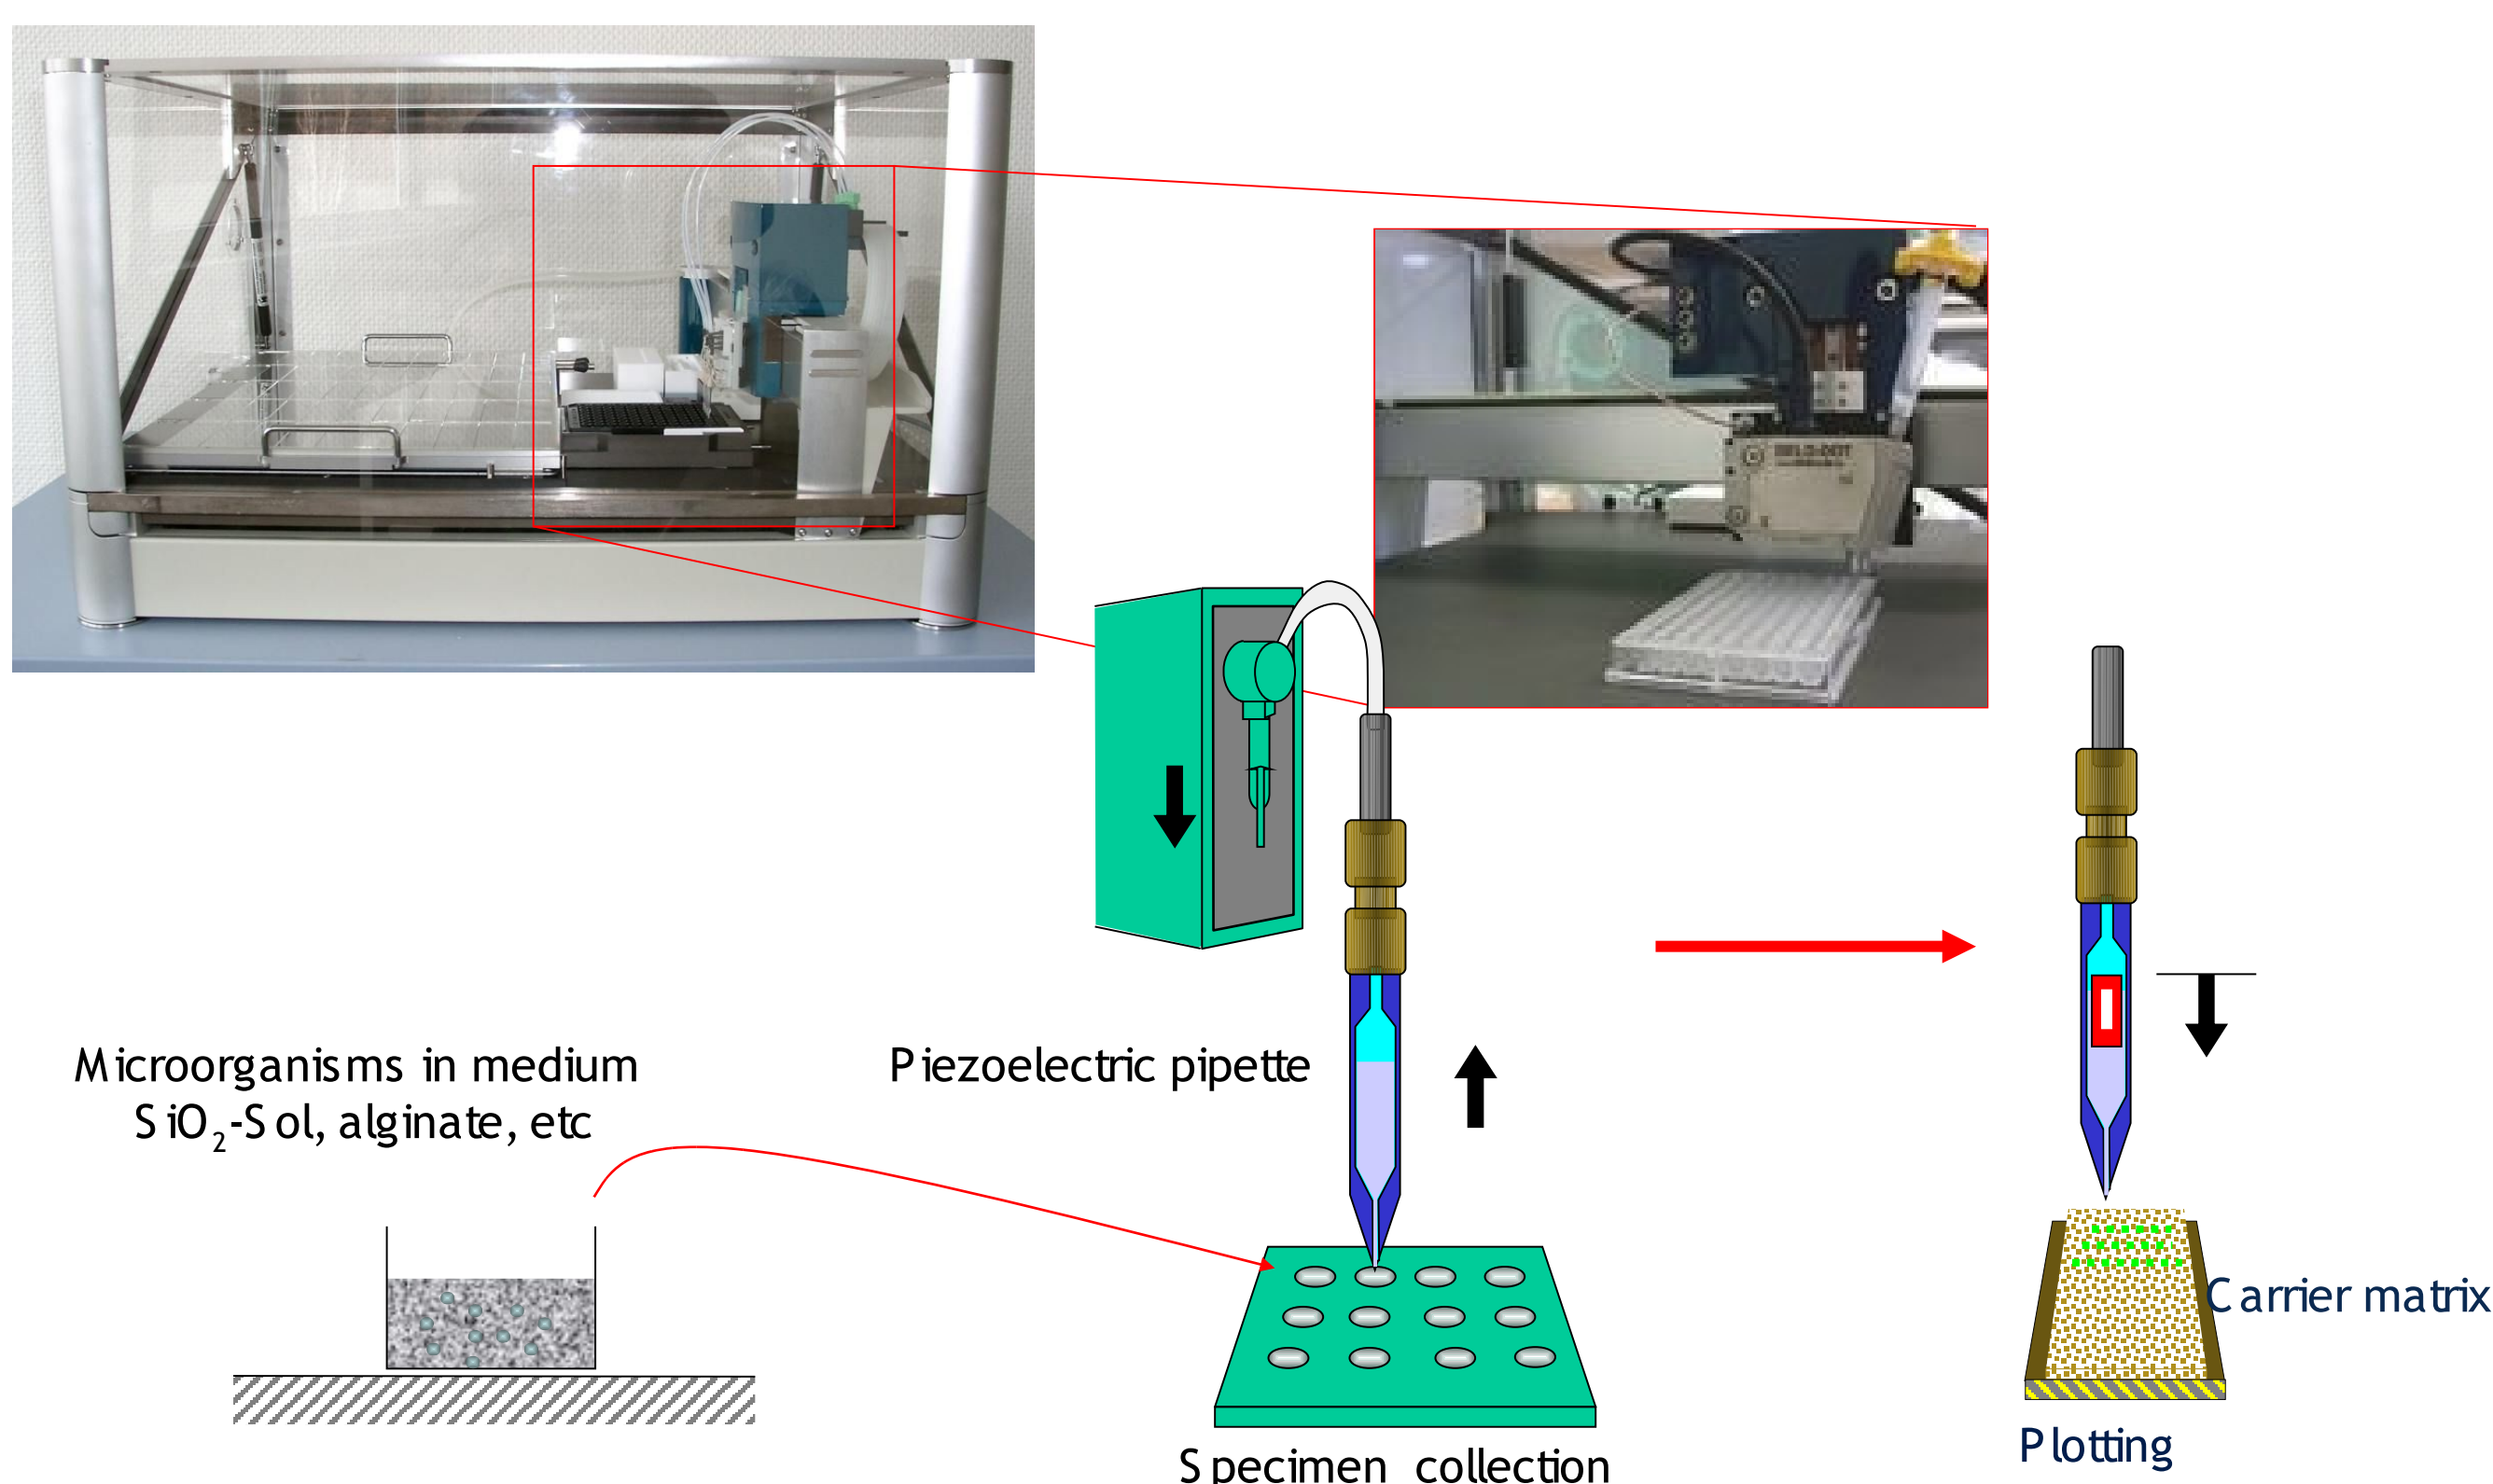 Microorganisms in medium
SiO₂-Sol, alginate, etc
Piezoelectric pipette
Carrier matrix
Plotting
Specimen collection